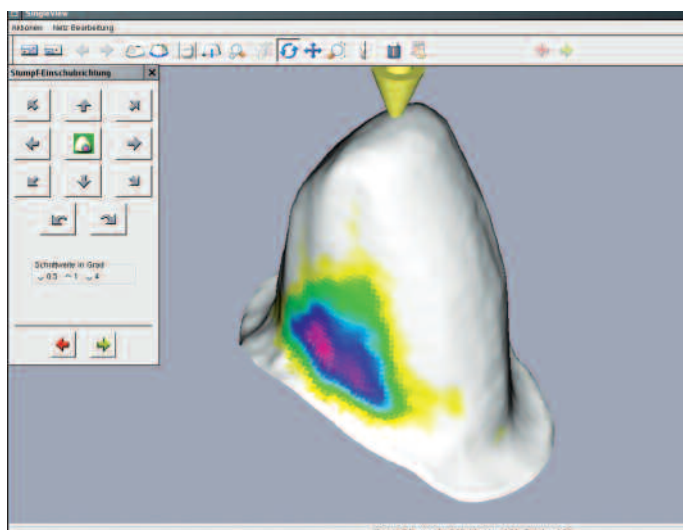 SingleView
Aktionen Netz Bearbeitung
Stumpf-Einschubrichtung
Schrittweite in Grad
0.5 1 4